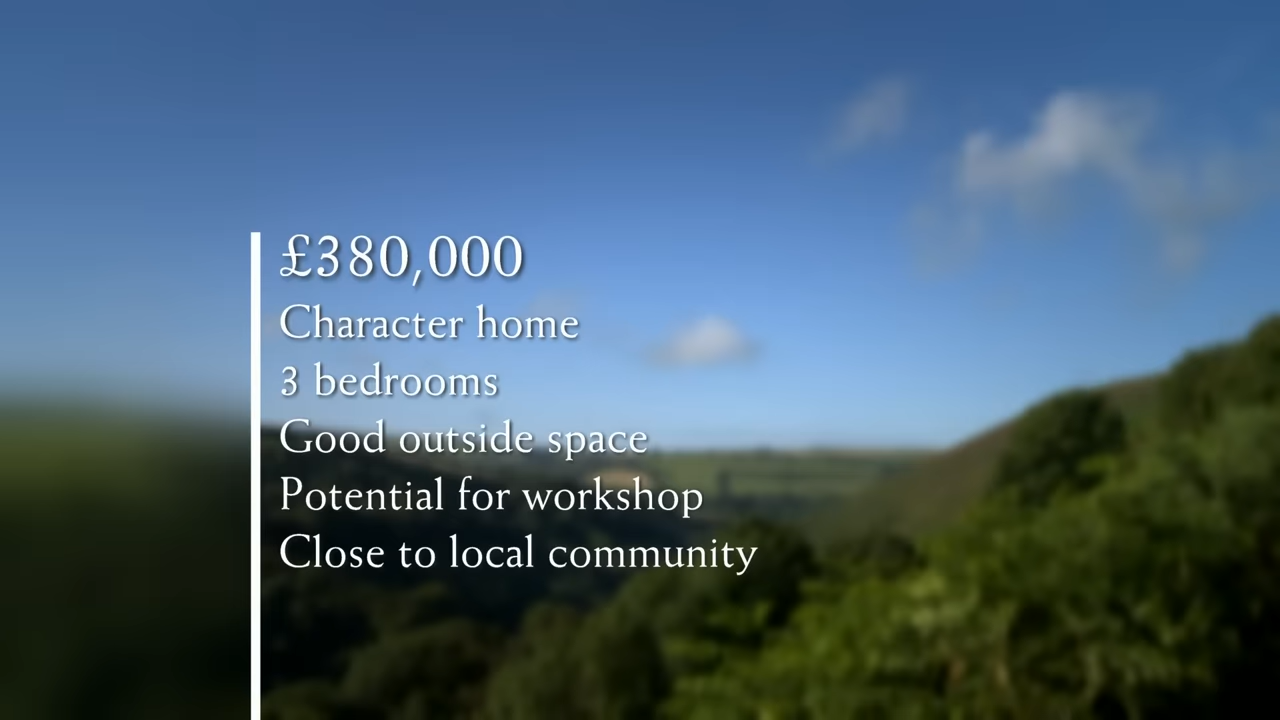 £380,000
Character home
3 bedrooms
Good outside space
Potential for workshop
Close to local community